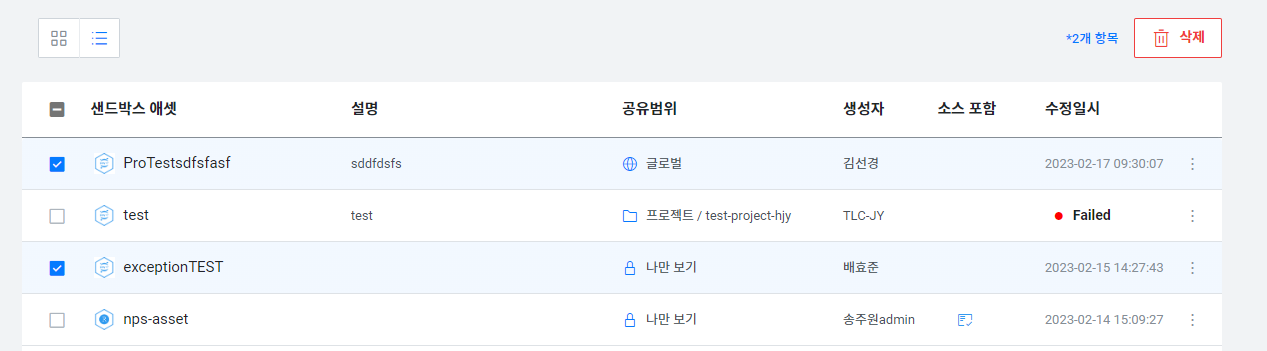 *2개 항목 삭제
샌드박스 애셋 설명 공유범위 생성자 소스 포함 수정일시
ProTestsdfsfasf sddfdsfs 글로벌 김선경 2023-02-17 09:30:07
test test 프로젝트 / test-project-hjy TLC-JY Failed
exceptionTEST 나만 보기 배효준 2023-02-15 14:27:43
nps-asset 나만 보기 송주원admin 2023-02-14 15:09:27